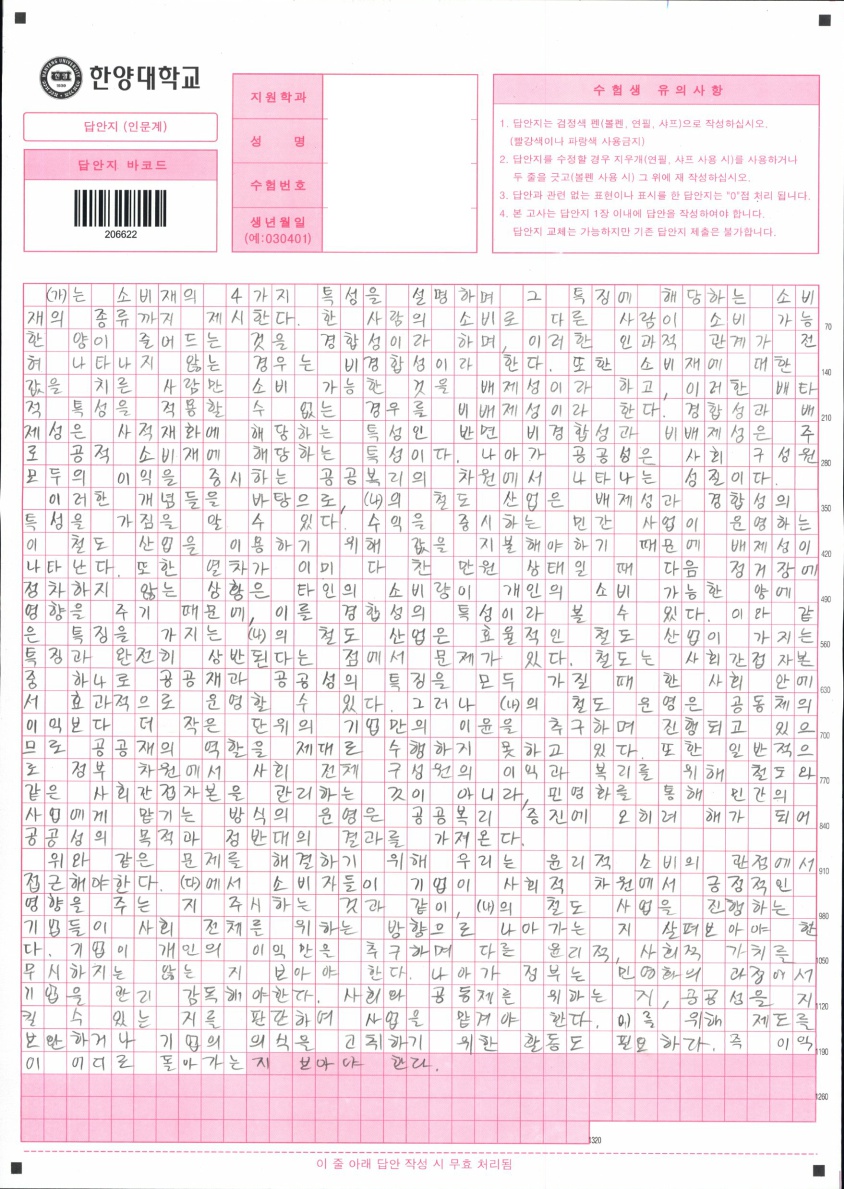 한양대학교
답안지 (인문계)
답안지 바코드
206622
지원학과
성 명
수험번호
생년월일
(예:030401)
수 험 생 유 의 사 항
1. 답안지는 검정색 펜(볼펜, 연필, 샤프)으로 작성하십시오.
(빨강색이나 파랑색 사용금지)
2. 답안지를 수정할 경우 지우개(연필, 샤프 사용 시)를 사용하거나
두 줄을 긋고(볼펜 사용 시) 그 위에 재 작성하십시오.
3. 답안과 관련 없는 표현이나 표시를 한 답안지는 "0"점 처리 됩니다.
4. 본 고사는 답안지 1장 이내에 답안을 작성하여야 합니다.
답안지 교체는 가능하지만 기존 답안지 제출은 불가합니다.
(가)는 소비재의 4가지 특성을 설명하며 그 특징에 해당하는 소비
재의 종류까지 제시한다. 한 사람의 소비로 다른 사람이 소비 가능
70
한 양이 줄어드는 것을 경합성이라 하며, 이러한 인과적 관계가 전
혀 나타나지 않는 경우는 비경합성이라 한다. 또한 소비재에 대한
140
값을 치른 사람만 소비 가능한 것을 배제성이라 하고, 이러한 배타
적 특성을 적용할 수 없는 경우를 비배제성이라 한다. 경합성과 배
210
제성은 사적재화에 해당하는 특성인 반면 비경합성과 비배제성은 주
로 공적 소비재에 해당하는 특성이다. 나아가 공공성은 사회 구성원
280
모두의 이익을 중시하는 공공복리의 차원에서 나타나는 성질이다.
이러한 개념들을 바탕으로, (나)의 철도 산업은 배제성과 경합성의
350
특성을 가짐을 알 수 있다. 수익을 중시하는 민간 사업이 운영하는
이 철도 산업을 이용하기 위해 값을 지불해야하기 때문에 배제성이
420
나타난다. 또한 열차가 이미 다 찬 만원 상태일 때 다음 정거장에
정차하지 않는 상황은 타인의 소비량이 개인의 소비 가능한 양에
490
영향을 주기 때문에, 이를 경합성의 특성이라 볼 수 있다. 이와 같
은 특징을 가지는 (나)의 철도 산업은 효율적인 철도 산업이 가지는
560
특징과 완전히 상반된다는 점에서 문제가 있다. 철도는 사회간접자본
중 하나로 공공재과 공공성의 특징을 모두 가질 때 한 사회 안에
630
서 효과적으로 운영할 수 있다. 그러나 (나)의 철도 운영은 공동체의
이익보다 더 작은 단위의 기업만의 이윤을 추구하며 진행되고 있으
700
므로 공공재의 역할을 제대로 수행하지 못하고 있다. 또한 일반적으
로 정부 차원에서 사회 전체 구성원의 이익과 복리를 위해 철도와
770
같은 사회간접자본을 관리하는 것이 아니라, 민영화를 통해 민간의
사업에게 맡기는 방식의 운영은 공공복리 증진에 오히려 해가 되어
840
공공성의 목적과 정반대의 결과를 가져온다.
위와 같은 문제를 해결하기 위해 우리는 윤리적 소비의 관점에서
910
접근해야한다. (다)에서 소비자들이 기업이 사회적 차원에서 긍정적인
영향을 주는 지 주시하는 것과 같이, (나)의 철도 사업을 진행하는
980
기업들이 사회 전체를 위하는 방향으로 나아가는 지 살펴보아야 한
다. 기업이 개인의 이익만을 추구하며 다른 윤리적, 사회적 가치를
1050
무시하지는 않는 지 보아야 한다. 나아가 정부는 민영화의 과정에서
기업을 관리 감독해야한다. 사회와 공동체를 위하는 지, 공공성을 지
1120
킬 수 있는 지를 판단하여 사업을 맡겨야 한다. 이를 위해 제도를
보안하거나 기업의 의식을 고취하기 위한 활동도 필요하다. 즉 이익
1190
이 어디로 돌아가는지 보아야 한다.
1260
1320
이 줄 아래 답안 작성 시 무효 처리됨